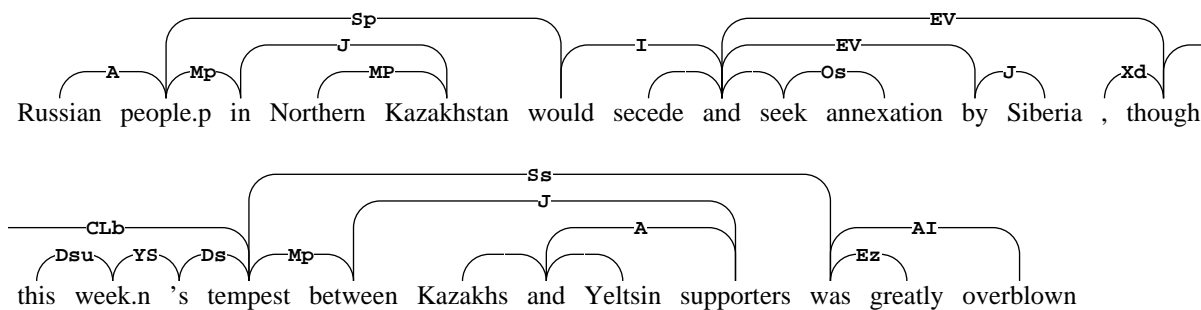 Sp EV
J I EV
A Mp MP Os J Xd
Russian people.p in Northern Kazakhstan would secede and seek annexation by Siberia , though
Ss
J
CLb A AI
Dsu YS Ds Mp Ez
this week.n 's tempest between Kazakhs and Yeltsin supporters was greatly overblown